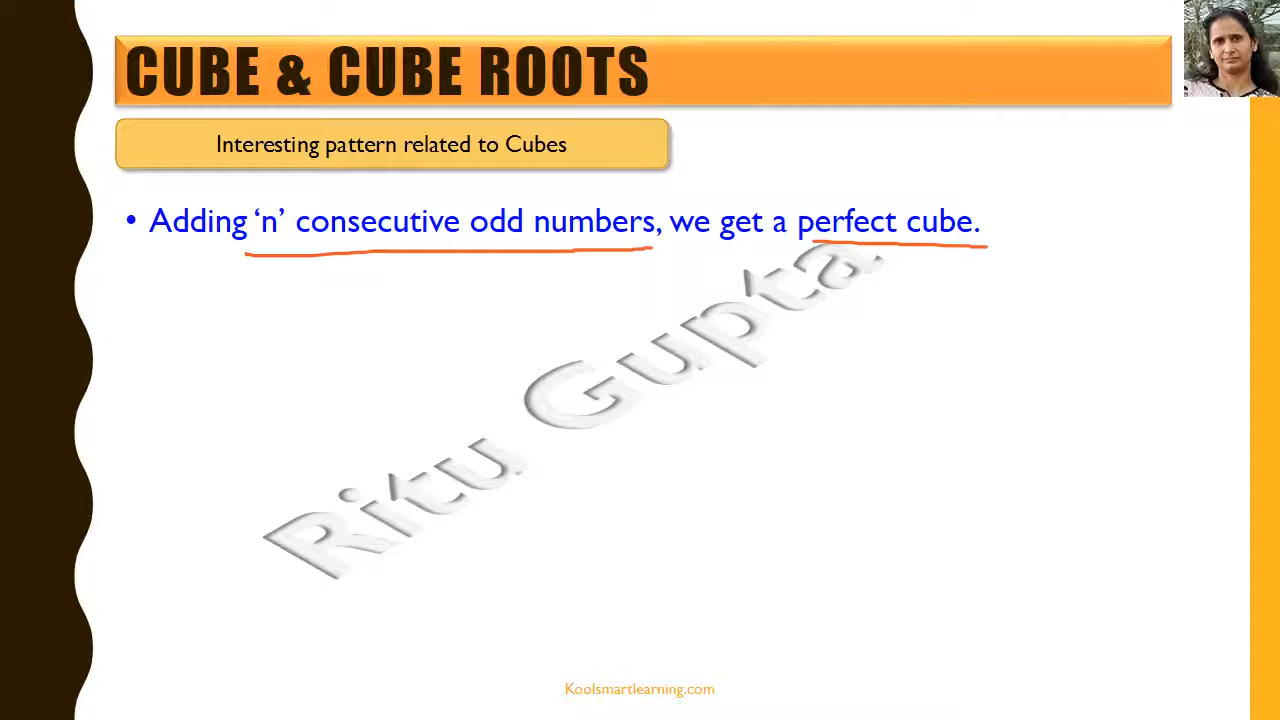 CUBE & CUBE ROOTS
Interesting pattern related to Cubes
• Adding ‘n’ consecutive odd numbers, we get a perfect cube.
Ritu Gupta
Koolsmartlearning.com